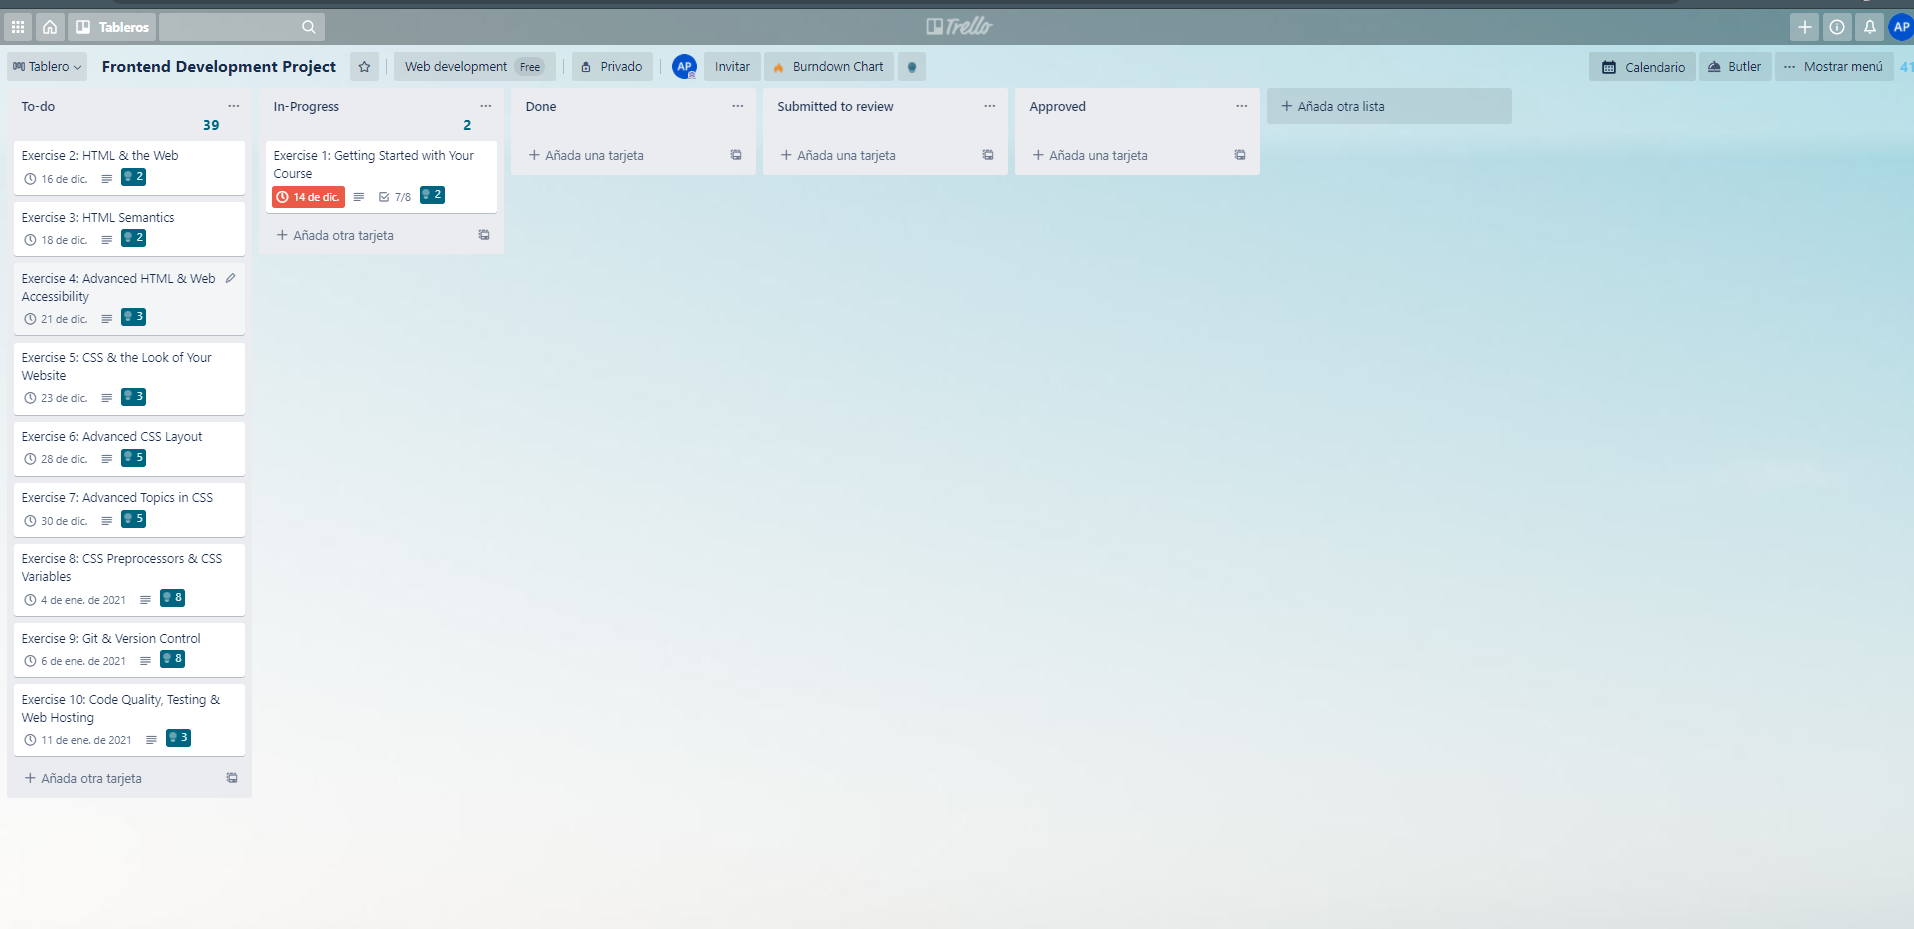 Tableros
Trello
AP
Tablero
Frontend Development Project
Web development Free
Privado
AP
Invitar
Burndown Chart
Calendario
Butler
Mostrar menú
41
To-do
39
Exercise 2: HTML & the Web
16 de dic.
2
Exercise 3: HTML Semantics
18 de dic.
2
Exercise 4: Advanced HTML & Web
Accessibility
21 de dic.
3
Exercise 5: CSS & the Look of Your
Website
23 de dic.
3
Exercise 6: Advanced CSS Layout
28 de dic.
5
Exercise 7: Advanced Topics in CSS
30 de dic.
5
Exercise 8: CSS Preprocessors & CSS
Variables
4 de ene. de 2021
8
Exercise 9: Git & Version Control
6 de ene. de 2021
8
Exercise 10: Code Quality, Testing &
Web Hosting
11 de ene. de 2021
3
+ Añada otra tarjeta
In-Progress
2
Exercise 1: Getting Started with Your
Course
14 de dic.
7/8
2
+ Añada otra tarjeta
Done
+ Añada una tarjeta
Submitted to review
+ Añada una tarjeta
Approved
+ Añada una tarjeta
+ Añada otra lista